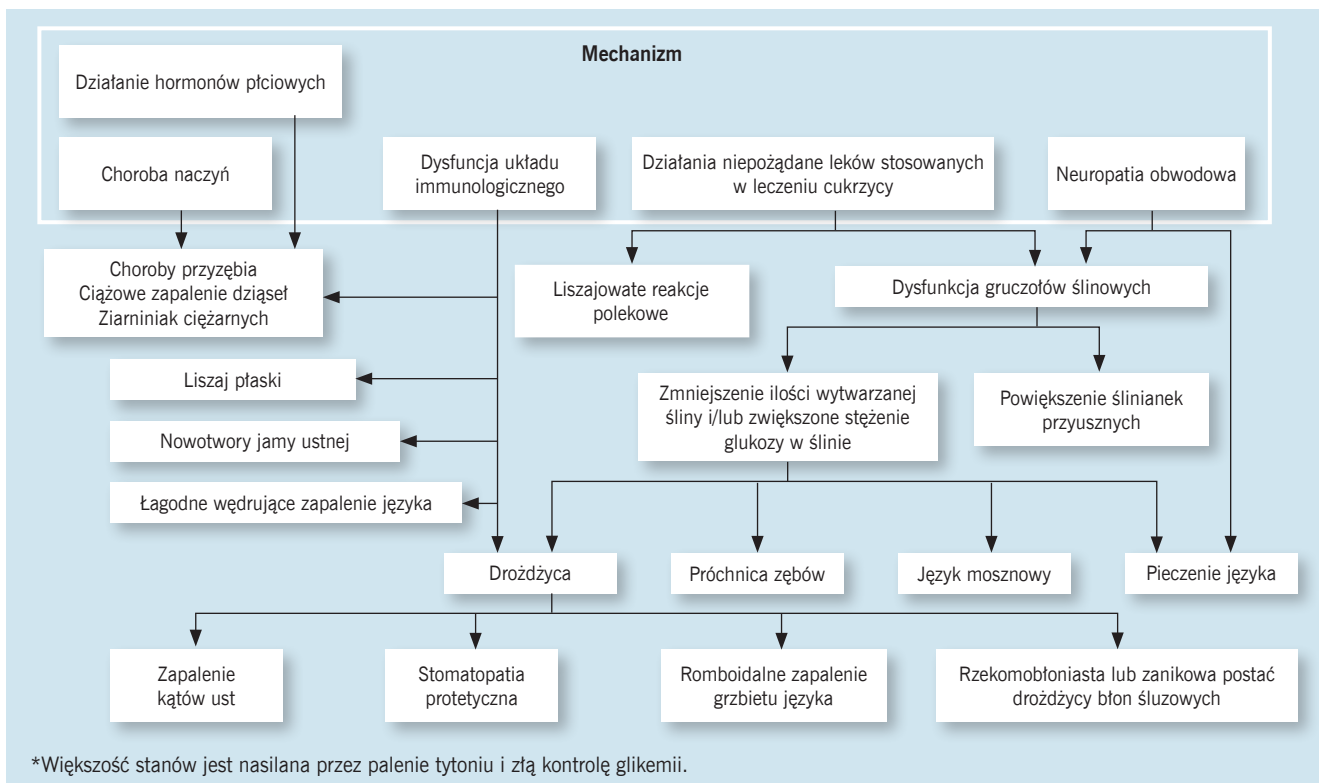 Mechanizm
Działanie hormonów płciowych
Choroba naczyń
Dysfuncja układu
immunologicznego
Działania niepożądane leków stosowanych
w leczeniu cukrzycy
Neuropatia obwodowa
Choroby przyzębia
Ciążowe zapalenie dziąseł
Ziarniniak ciężarnych
Liszajowate reakcje
polekowe
Dysfunkcja gruczołów ślinowych
Liszaj płaski
Zmniejszenie ilości wytwarzanej
śliny i/lub zwiększone stężenie
glukozy w ślinie
Powiększenie ślinianek
przyusznych
Nowotwory jamy ustnej
Łagodne wędrujące zapalenie języka
Drożdżyca
Próchnica zębów
Język mosznowy
Pieczenie języka
Zapalenie
kątów ust
Stomatopatia
protetyczna
Romboidalne zapalenie
grzbietu języka
Rzekomobłoniasta lub zanikowa postać
drożdżycy błon śluzowych
*Większość stanów jest nasilana przez palenie tytoniu i złą kontrolę glikemii.